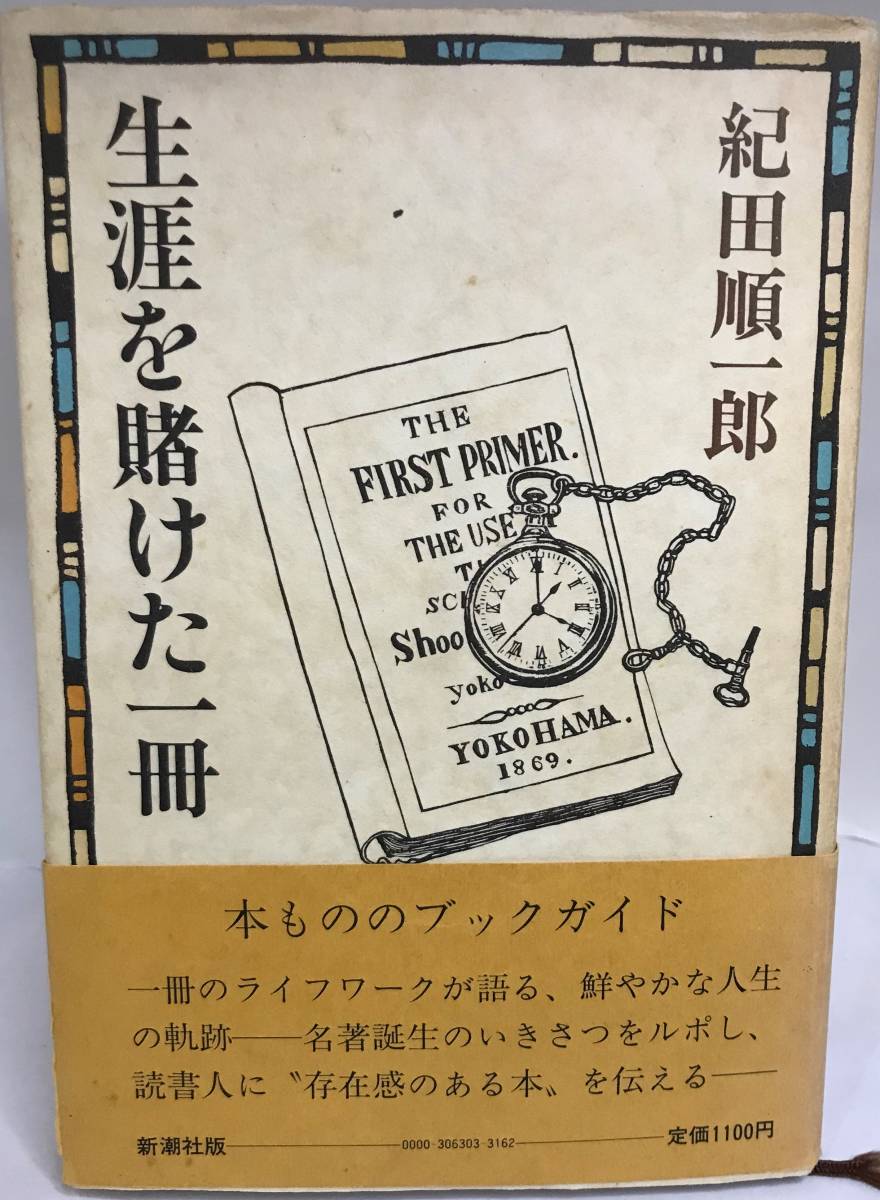 紀田順一郎
生涯を賭けた一冊
THE
FIRST PRIMER.
FOR
THE USE
Shoo
yoko
YOKOHAMA.
1869.
本もののブックガイド
一冊のライフワークが語る、鮮やかな人生
の軌跡――名著誕生のいきさつをルポし、
読書人に〝存在感のある本〟を伝える――
新潮社版 0000-306303-3162 定価1100円